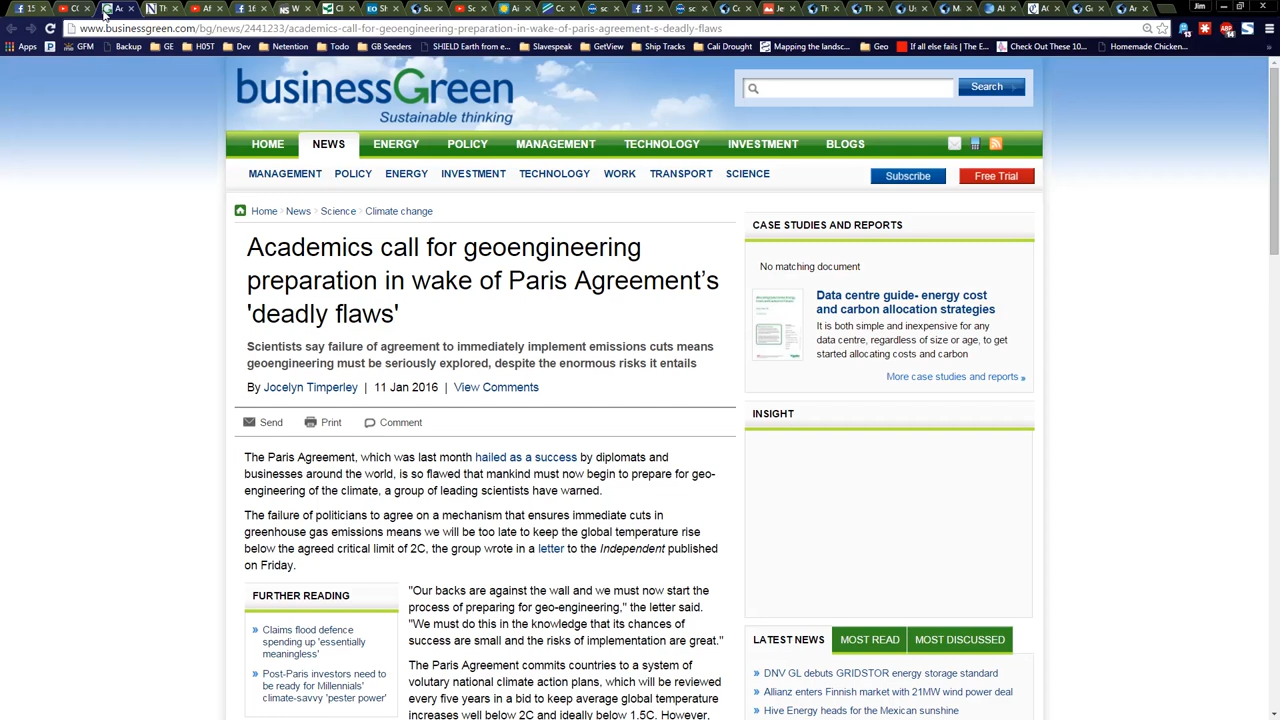 15
Cl
Ac
Th
AF
16
W
Cl
Sh
Su
Sc
Jim
www.businessgreen.com/bg/news/2441233/academics-call-for-geoengineering-preparation-in-wake-of-paris-agreement-s-deadly-flaws
Apps GFM Backup GE H05T Dev Netention Todo GB Seeders SHIELD Earth from e... Slavespeak GetView Ship Tracks Cali Drought Mapping the landsc... Geo If all else fails | The E... Check Out These 10... Homemade Chicken...
businessGreen
Sustainable thinking
Search
HOME NEWS ENERGY POLICY MANAGEMENT TECHNOLOGY INVESTMENT BLOGS
MANAGEMENT POLICY ENERGY INVESTMENT TECHNOLOGY WORK TRANSPORT SCIENCE
Subscribe Free Trial
Home > News > Science > Climate change
Academics call for geoengineering
preparation in wake of Paris Agreement's
'deadly flaws'
Scientists say failure of agreement to immediately implement emissions cuts means
geoengineering must be seriously explored, despite the enormous risks it entails
By Jocelyn Timperley | 11 Jan 2016 | View Comments
Send Print Comment
The Paris Agreement, which was last month hailed as a success by diplomats and
businesses around the world, is so flawed that mankind must now begin to prepare for geo-
engineering of the climate, a group of leading scientists have warned.
The failure of politicians to agree on a mechanism that ensures immediate cuts in
greenhouse gas emissions means we will be too late to keep the global temperature rise
below the agreed critical limit of 2C, the group wrote in a letter to the Independent published
on Friday.
FURTHER READING
» Claims flood defence
spending up 'essentially
meaningless'
» Post-Paris investors need to
be ready for Millennials'
climate-savvy 'pester power'
"Our backs are against the wall and we must now start the
process of preparing for geo-engineering," the letter said.
"We must do this in the knowledge that its chances of
success are small and the risks of implementation are great."
The Paris Agreement commits countries to a system of
voluntary national climate action plans, which will be reviewed
every five years in a bid to keep average global temperature
increases well below 2C and ideally below 1.5C. However,
CASE STUDIES AND REPORTS
No matching document
Data centre guide- energy cost
and carbon allocation strategies
It is both simple and inexpensive for any
data centre, regardless of size or age, to get
started allocating costs and carbon
More case studies and reports »
INSIGHT
LATEST NEWS MOST READ MOST DISCUSSED
» DNV GL debuts GRIDSTOR energy storage standard
» Allianz enters Finnish market with 21MW wind power deal
» Hive Energy heads for the Mexican sunshine